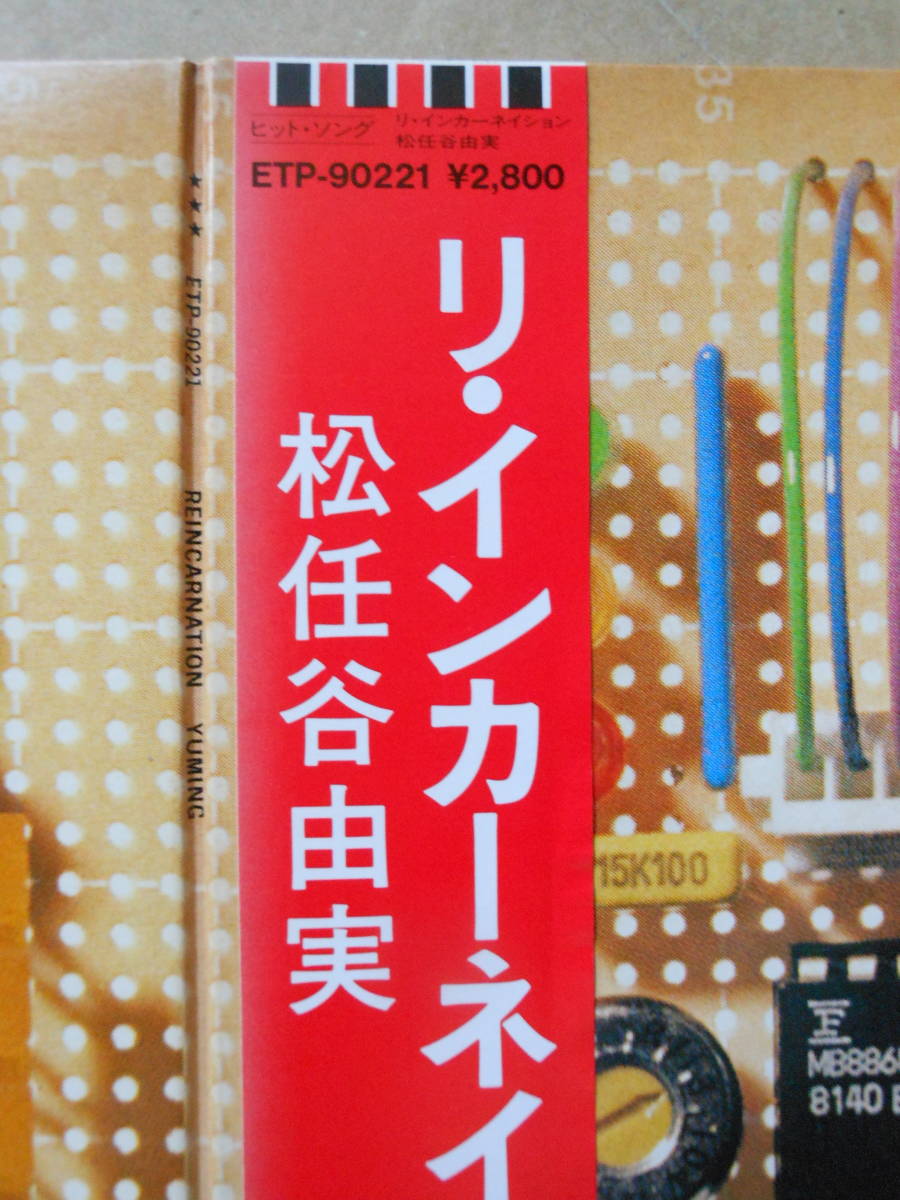 ヒット・ソング
リ・インカーネイション
松任谷由実
ETP-90221 ¥2,800
リ・インカーネイ
松任谷由実
★★★ ETP-90221 REINCARNATION YUMING
35
15K100
F
MB886
8140